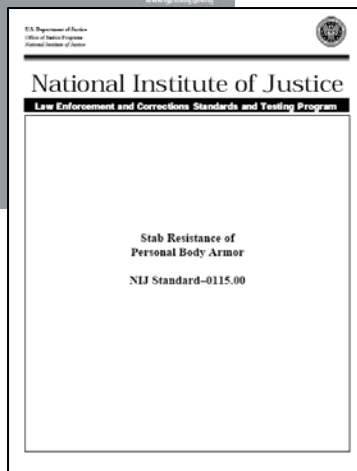 U.S. Department of Justice
Office of Justice Programs
National Institute of Justice
National Institute of Justice
Law Enforcement and Corrections Standards and Testing Program
Stab Resistance of
Personal Body Armor
NIJ Standard–0115.00